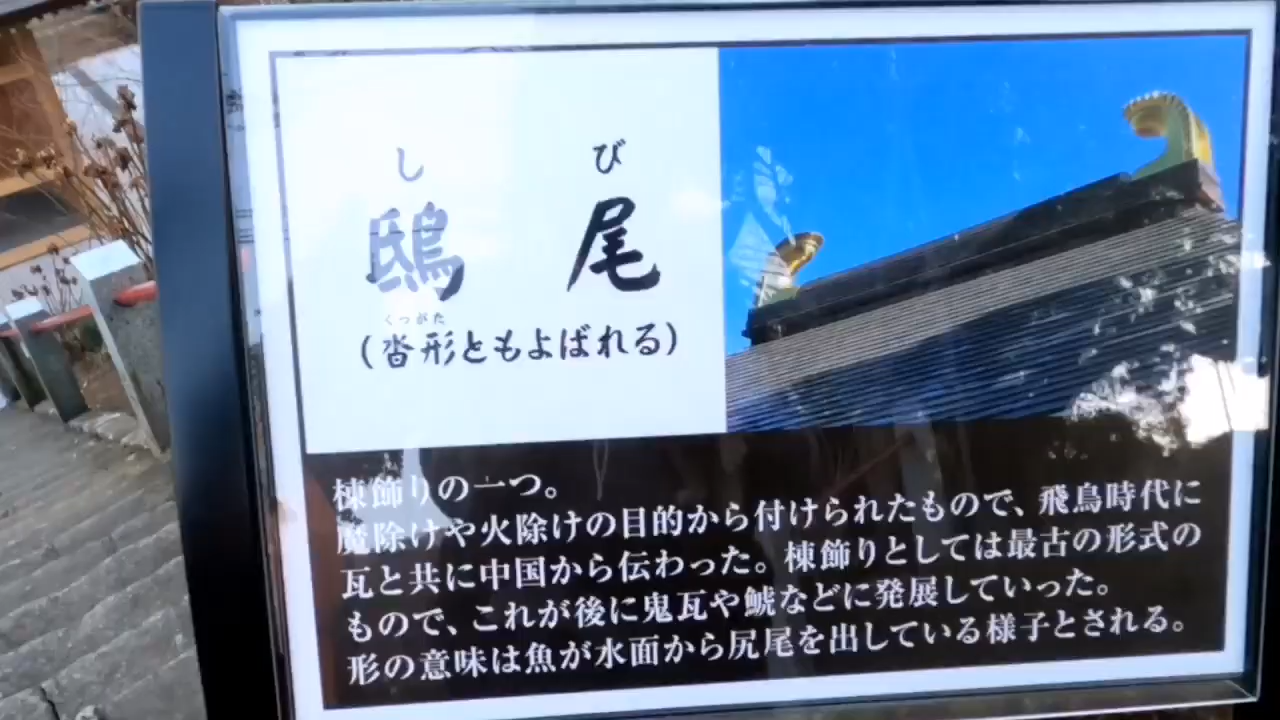 し び
鴟 尾
くつがた
(沓形ともよばれる)
棟飾りの一つ。
魔除けや火除けの目的から付けられたもので、飛鳥時代に
瓦と共に中国から伝わった。棟飾りとしては最古の形式の
もので、これが後に鬼瓦や鯱などに発展していった。
形の意味は魚が水面から尻尾を出している様子とされる。